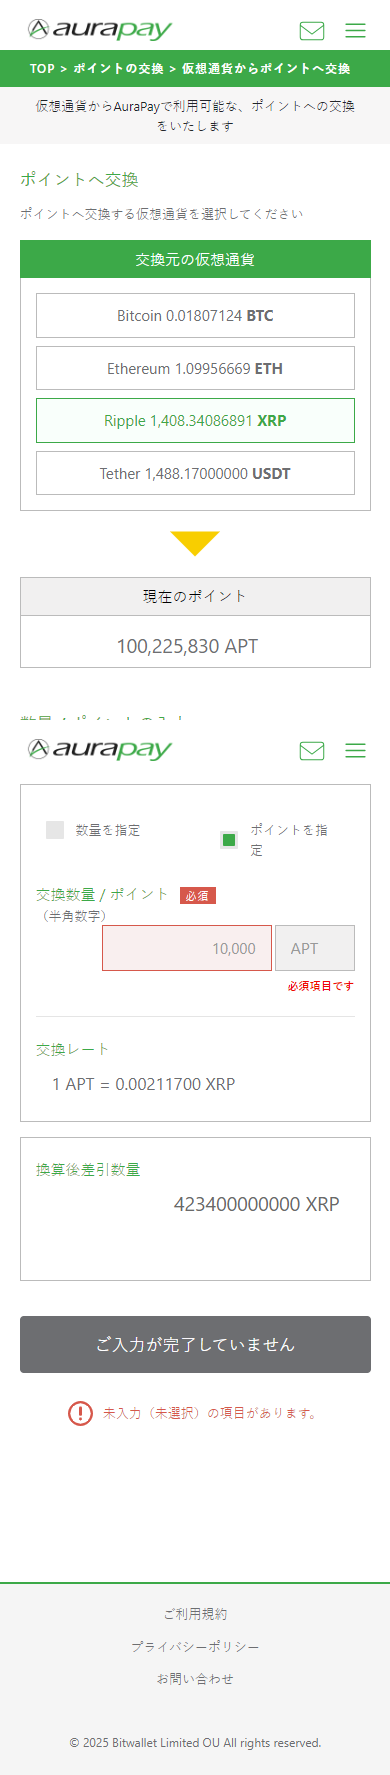 aurapay
TOP > ポイントの交換 > 仮想通貨からポイントへ交換
仮想通貨からAuraPayで利用可能な、ポイントへの交換
をいたします
ポイントへ交換
ポイントへ交換する仮想通貨を選択してください
交換元の仮想通貨
Bitcoin 0.01807124 BTC
Ethereum 1.09956669 ETH
Ripple 1,408.34086891 XRP
Tether 1,488.17000000 USDT
現在のポイント
100,225,830 APT
数量 / ポイントの入力
aurapay
数量を指定
ポイントを指
定
交換数量 / ポイント 必須
（半角数字）
10,000 APT
必須項目です
交換レート
1 APT = 0.00211700 XRP
換算後差引数量
423400000000 XRP
ご入力が完了していません
未入力（未選択）の項目があります。
ご利用規約
プライバシーポリシー
お問い合わせ
© 2025 Bitwallet Limited OU All rights reserved.